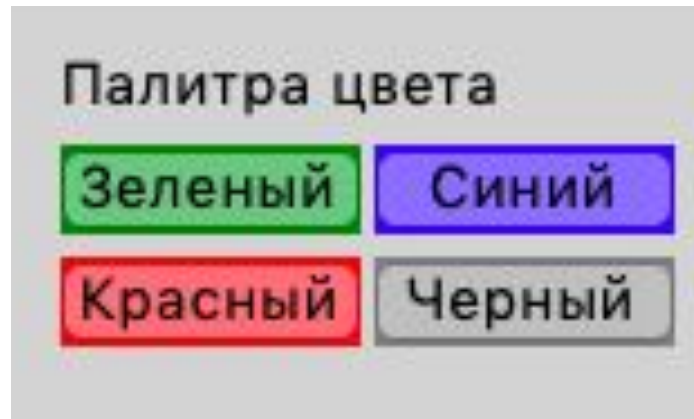 Палитра цвета
Зеленый Синий
Красный Черный